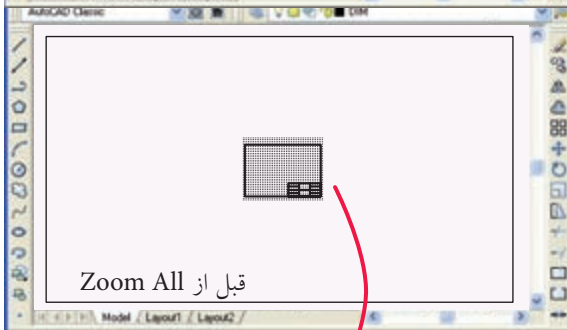 AutoCAD Classic
DIM
قبل از Zoom All
Model / Layout1 / Layout2 /